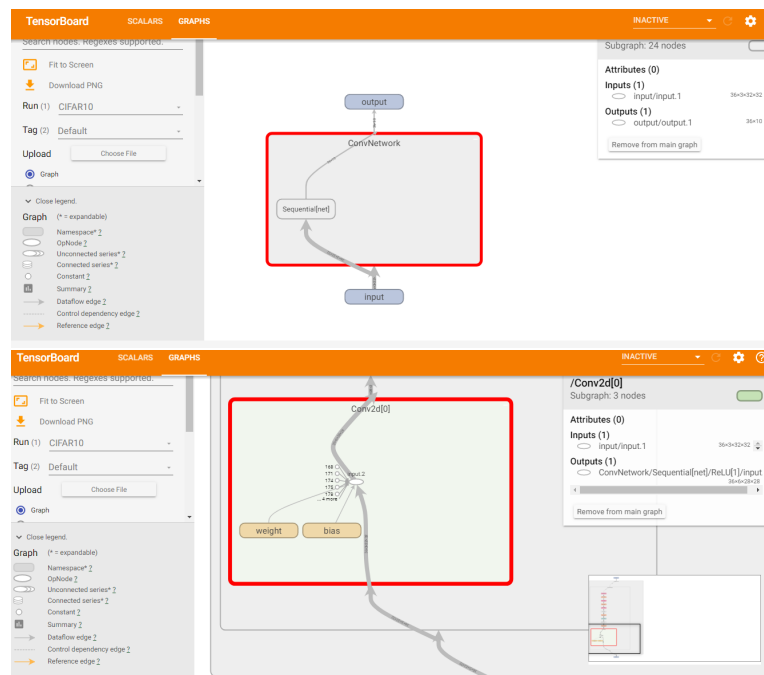 TensorBoard SCALARS GRAPHS INACTIVE
Search nodes. Regexes supported.
Fit to Screen
Download PNG
Run (1) CIFAR10
Tag (2) Default
Upload Choose File
Graph
Close legend.
Graph (* = expandable)
Namespace* ?
OpNode ?
Unconnected series* ?
Connected series* ?
Constant ?
Summary ?
Dataflow edge ?
Control dependency edge ?
Reference edge ?
output
ConvNetwork
Sequential[net]
input
Subgraph: 24 nodes
Attributes (0)
Inputs (1)
input/input.1 36×3×32×32
Outputs (1)
output/output.1 36×10
Remove from main graph
TensorBoard SCALARS GRAPHS INACTIVE
Search nodes. Regexes supported.
Fit to Screen
Download PNG
Run (1) CIFAR10
Tag (2) Default
Upload Choose File
Graph
Close legend.
Graph (* = expandable)
Namespace* ?
OpNode ?
Unconnected series* ?
Connected series* ?
Constant ?
Summary ?
Dataflow edge ?
Control dependency edge ?
Reference edge ?
Conv2d[0]
168
171
174 input.2
175
178
... 4 more
weight bias
/Conv2d[0]
Subgraph: 3 nodes
Attributes (0)
Inputs (1)
input/input.1 36×3×32×32
Outputs (1)
ConvNetwork/Sequential[net]/ReLU[1]/input
36×6×28×28
Remove from main graph